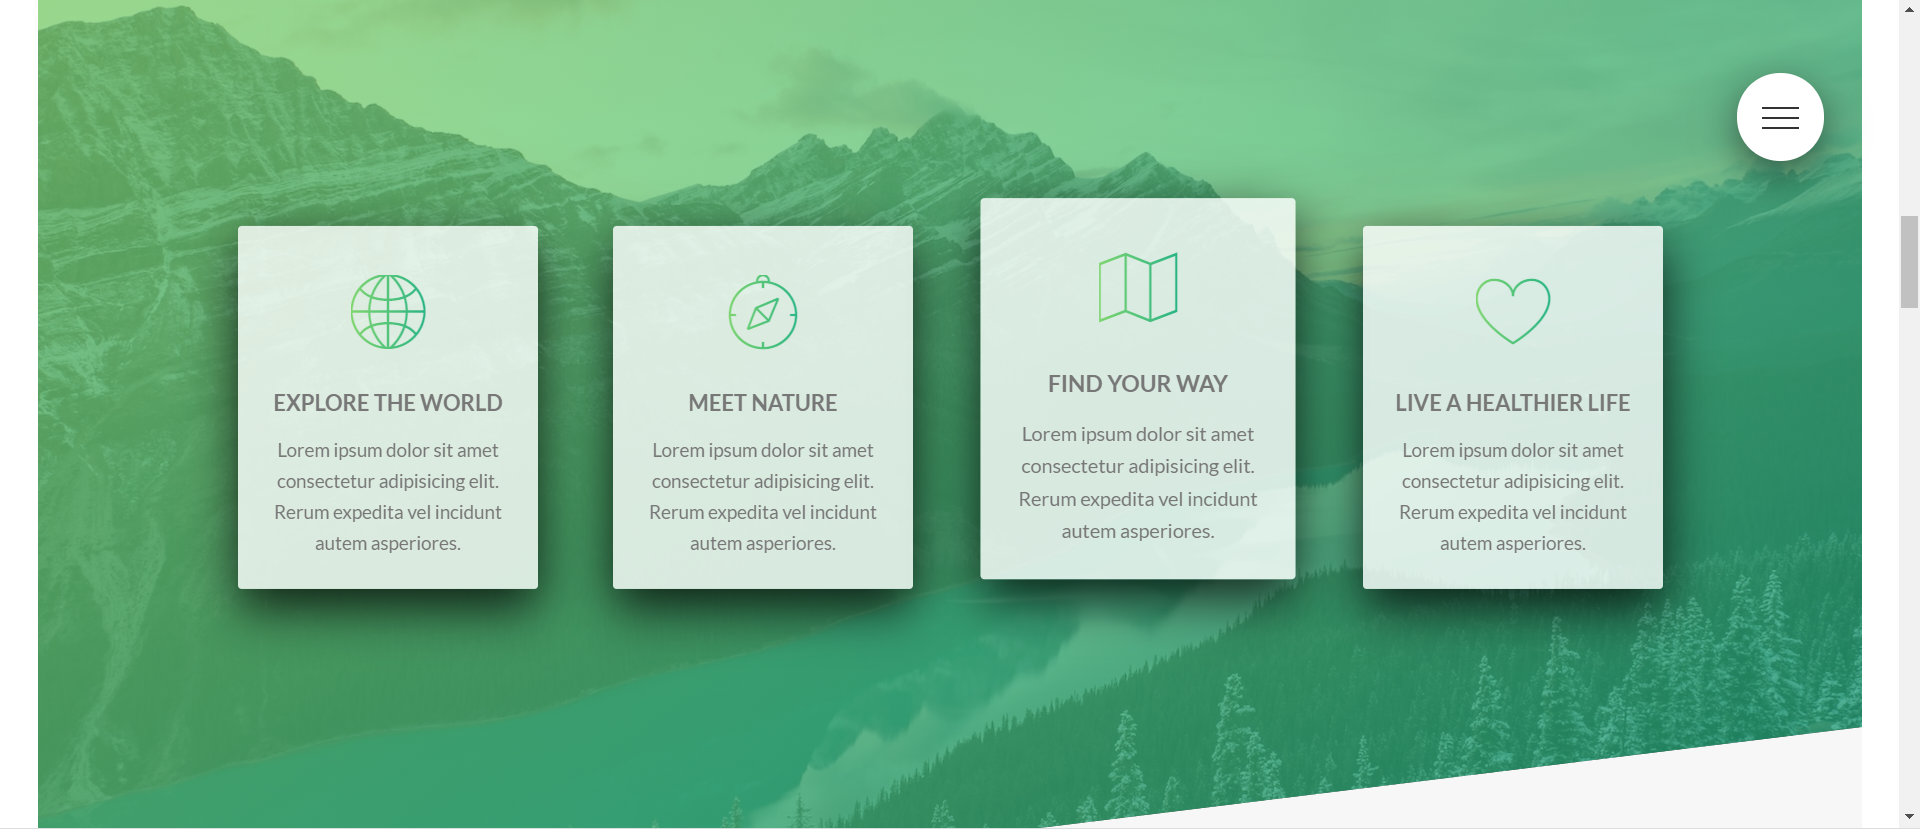 EXPLORE THE WORLD
Lorem ipsum dolor sit amet
consectetur adipisicing elit.
Rerum expedita vel incidunt
autem asperiores.
MEET NATURE
Lorem ipsum dolor sit amet
consectetur adipisicing elit.
Rerum expedita vel incidunt
autem asperiores.
FIND YOUR WAY
Lorem ipsum dolor sit amet
consectetur adipisicing elit.
Rerum expedita vel incidunt
autem asperiores.
LIVE A HEALTHIER LIFE
Lorem ipsum dolor sit amet
consectetur adipisicing elit.
Rerum expedita vel incidunt
autem asperiores.